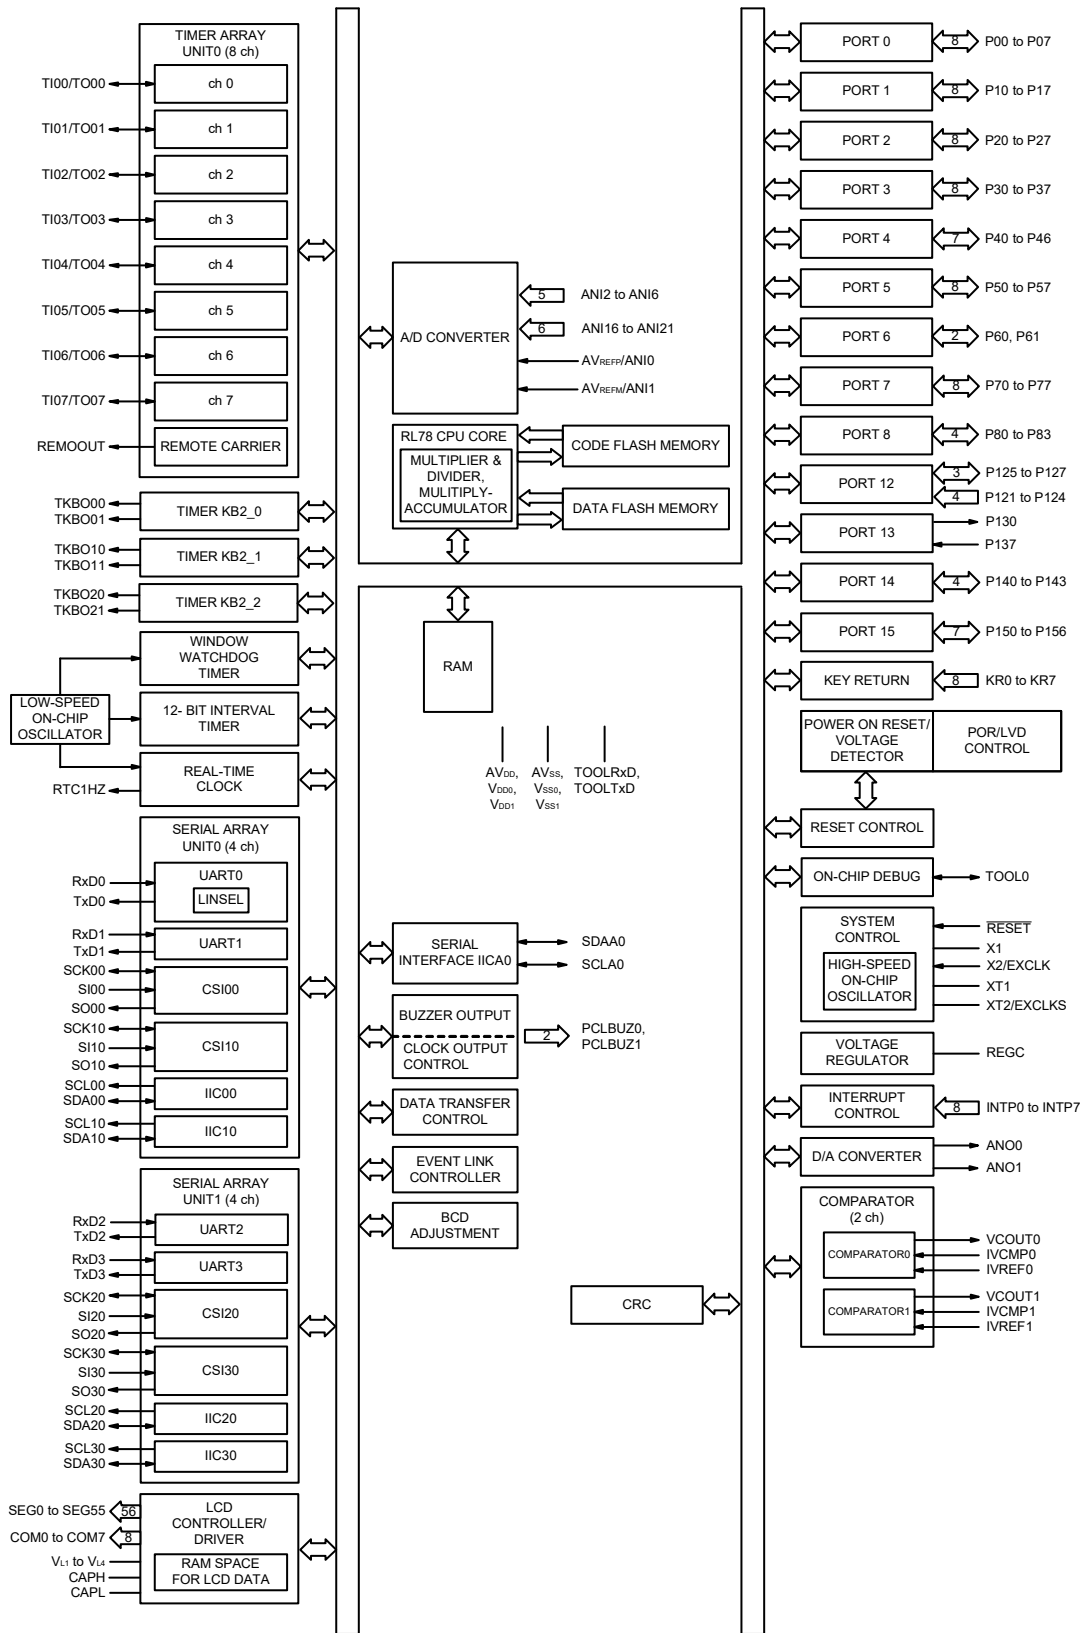 TIMER ARRAY
UNIT0 (8 ch)
TI00/TO00
ch 0
TI01/TO01
ch 1
TI02/TO02
ch 2
TI03/TO03
ch 3
TI04/TO04
ch 4
TI05/TO05
ch 5
TI06/TO06
ch 6
TI07/TO07
ch 7
REMOOUT
REMOTE CARRIER
TKBO00
TKBO01
TIMER KB2_0
TKBO10
TKBO11
TIMER KB2_1
TKBO20
TKBO21
TIMER KB2_2
WINDOW
WATCHDOG
TIMER
LOW-SPEED
ON-CHIP
OSCILLATOR
12- BIT INTERVAL
TIMER
REAL-TIME
CLOCK
RTC1HZ
SERIAL ARRAY
UNIT0 (4 ch)
RxD0
TxD0
UART0
LINSEL
RxD1
TxD1
UART1
SCK00
SI00
SO00
CSI00
SCK10
SI10
SO10
CSI10
SCL00
SDA00
IIC00
SCL10
SDA10
IIC10
SERIAL ARRAY
UNIT1 (4 ch)
RxD2
TxD2
UART2
RxD3
TxD3
UART3
SCK20
SI20
SO20
CSI20
SCK30
SI30
SO30
CSI30
SCL20
SDA20
IIC20
SCL30
SDA30
IIC30
SEG0 to SEG55
56
COM0 to COM7
8
VL1 to VL4
CAPH
CAPL
LCD
CONTROLLER/
DRIVER
RAM SPACE
FOR LCD DATA
A/D CONVERTER
5
ANI2 to ANI6
6
ANI16 to ANI21
AVREFP/ANI0
AVREFM/ANI1
RL78 CPU CORE
MULTIPLIER &
DIVIDER,
MULITIPLY-
ACCUMULATOR
CODE FLASH MEMORY
DATA FLASH MEMORY
RAM
AVDD,
VDD0,
VDD1
AVSS,
VSS0,
VSS1
TOOLRxD,
TOOLTxD
SERIAL
INTERFACE IICA0
SDAA0
SCLA0
BUZZER OUTPUT
CLOCK OUTPUT
CONTROL
2
PCLBUZ0,
PCLBUZ1
DATA TRANSFER
CONTROL
EVENT LINK
CONTROLLER
BCD
ADJUSTMENT
CRC
PORT 0
8
P00 to P07
PORT 1
8
P10 to P17
PORT 2
8
P20 to P27
PORT 3
8
P30 to P37
PORT 4
7
P40 to P46
PORT 5
8
P50 to P57
PORT 6
2
P60, P61
PORT 7
8
P70 to P77
PORT 8
4
P80 to P83
PORT 12
3
P125 to P127
4
P121 to P124
PORT 13
P130
P137
PORT 14
4
P140 to P143
PORT 15
7
P150 to P156
KEY RETURN
8
KR0 to KR7
POWER ON RESET/
VOLTAGE
DETECTOR
POR/LVD
CONTROL
RESET CONTROL
ON-CHIP DEBUG
TOOL0
SYSTEM
CONTROL
HIGH-SPEED
ON-CHIP
OSCILLATOR
RESET
X1
X2/EXCLK
XT1
XT2/EXCLKS
VOLTAGE
REGULATOR
REGC
INTERRUPT
CONTROL
8
INTP0 to INTP7
D/A CONVERTER
ANO0
ANO1
COMPARATOR
(2 ch)
COMPARATOR0
VCOUT0
IVCMP0
IVREF0
COMPARATOR1
VCOUT1
IVCMP1
IVREF1